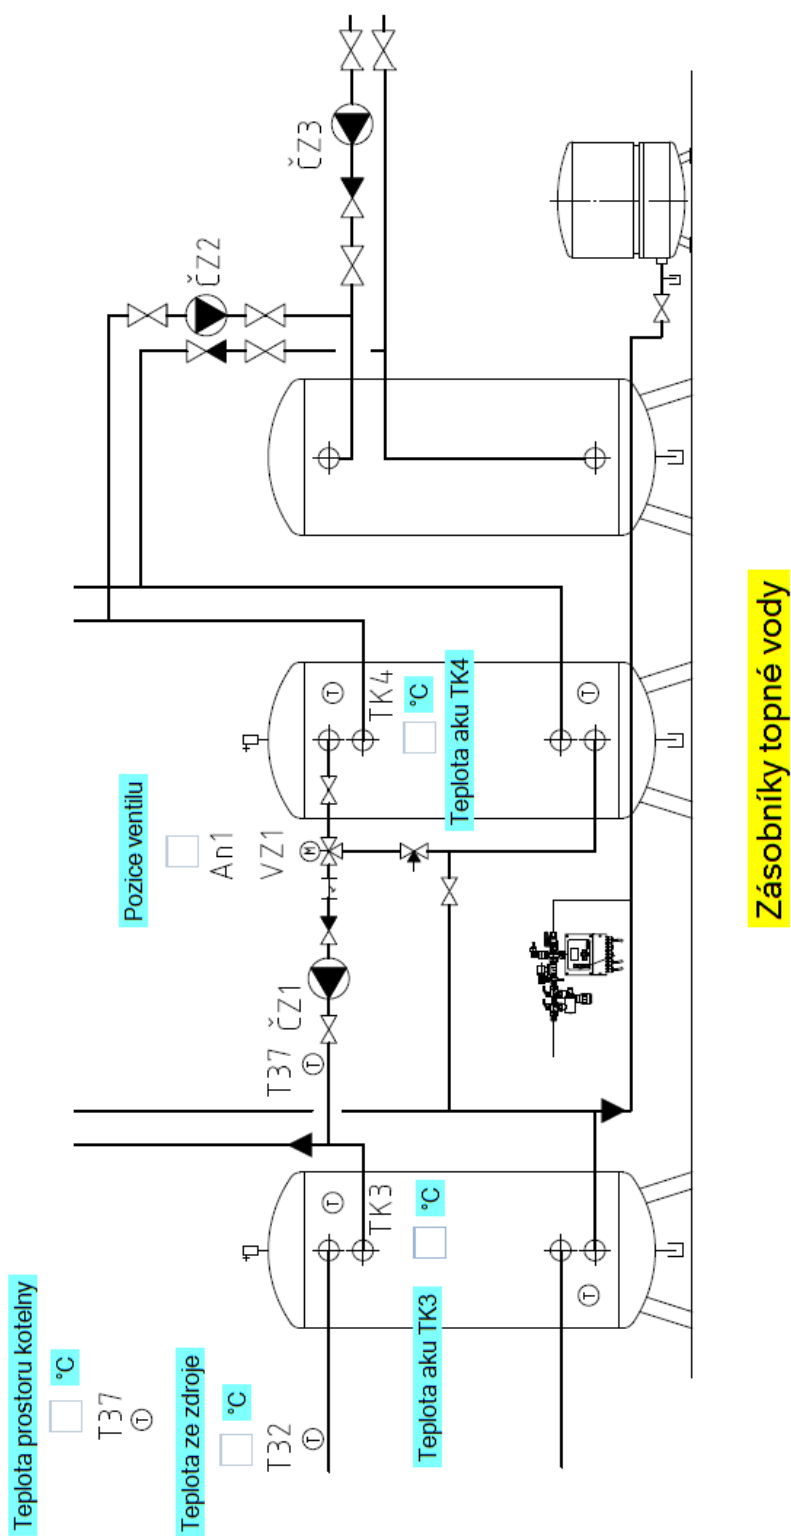 Teplota prostoru kotelny
°C
T37
T
Teplota ze zdroje
°C
T32
T
T
TK3
°C
Teplota aku TK3
T
T37
T
ČZ1
Pozice ventilu
An1
VZ1
M
T
TK4
°C
Teplota aku TK4
T
ČZ2
ČZ3
Zásobníky topné vody